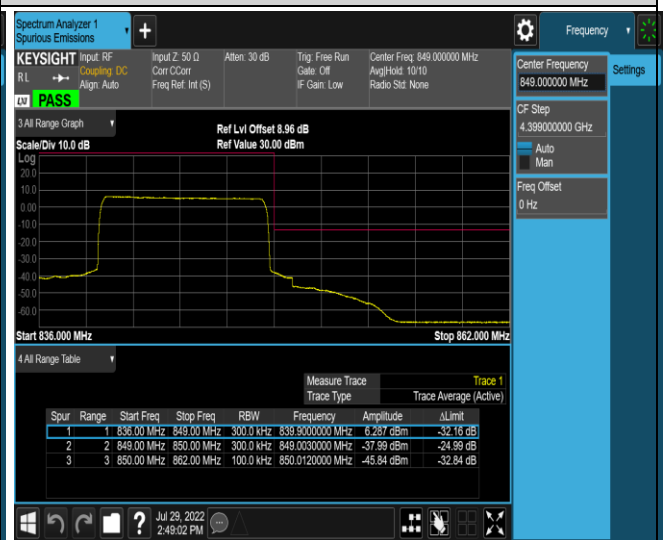 Spectrum Analyzer 1
Spurious Emissions
Frequency
KEYSIGHT
Input: RF
Input Z: 50 Ω
Atten: 30 dB
Trig: Free Run
Center Freq: 849.000000 MHz
RL
Coupling: DC
Corr CCorr
Gate: Off
Avg|Hold: 10/10
Align: Auto
Freq Ref: Int (S)
IF Gain: Low
Radio Std: None
LVI PASS
Center Frequency
849.000000 MHz
Settings
CF Step
4.399000000 GHz
Auto
Man
Freq Offset
0 Hz
3 All Range Graph
Ref Lvl Offset 8.96 dB
Scale/Div 10.0 dB
Ref Value 30.00 dBm
Log
20.0
10.0
0.00
-10.0
-20.0
-30.0
-40.0
-50.0
-60.0
Start 836.000 MHz
Stop 862.000 MHz
4 All Range Table
Measure Trace
Trace 1
Trace Type
Trace Average (Active)
Spur Range Start Freq Stop Freq RBW Frequency Amplitude ΔLimit
1 1 836.00 MHz 849.00 MHz 300.0 kHz 839.9000000 MHz 6.287 dBm -32.16 dB
2 2 849.00 MHz 850.00 MHz 300.0 kHz 849.0030000 MHz -37.99 dBm -24.99 dB
3 3 850.00 MHz 862.00 MHz 100.0 kHz 850.0120000 MHz -45.84 dBm -32.84 dB
?
Jul 29, 2022
2:49:02 PM